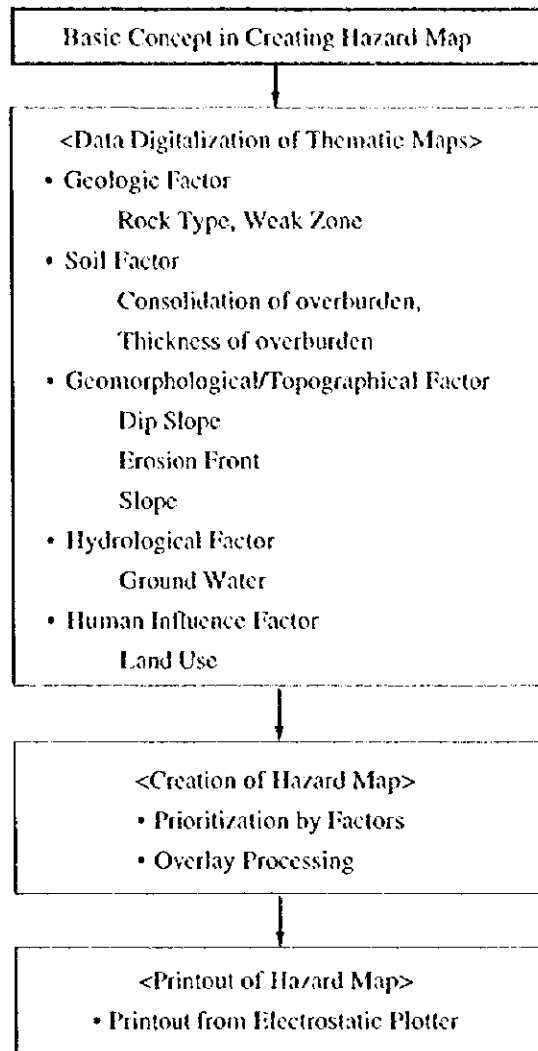 Basic Concept in Creating Hazard Map
<Data Digitalization of Thematic Maps>
• Geologic Factor
Rock Type, Weak Zone
• Soil Factor
Consolidation of overburden,
Thickness of overburden
• Geomorphological/Topographical Factor
Dip Slope
Erosion Front
Slope
• Hydrological Factor
Ground Water
• Human Influence Factor
Land Use
<Creation of Hazard Map>
• Prioritization by Factors
• Overlay Processing
<Printout of Hazard Map>
• Printout from Electrostatic Plotter